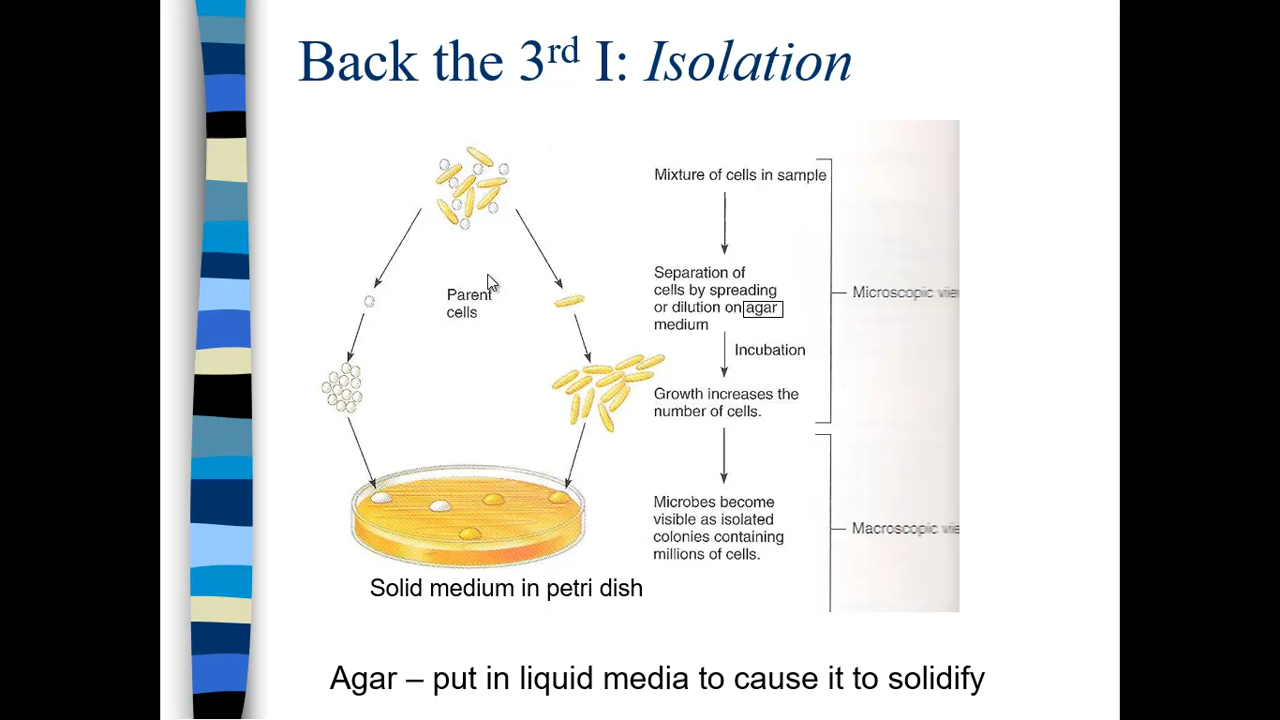 Back the 3rd I: Isolation
Mixture of cells in sample
Parent
cells
Separation of
cells by spreading
or dilution on agar
medium
Microscopic
Incubation
Growth increases the
number of cells.
Microbes become
visible as isolated
colonies containing
millions of cells.
Macroscopic
Solid medium in petri dish
Agar – put in liquid media to cause it to solidify